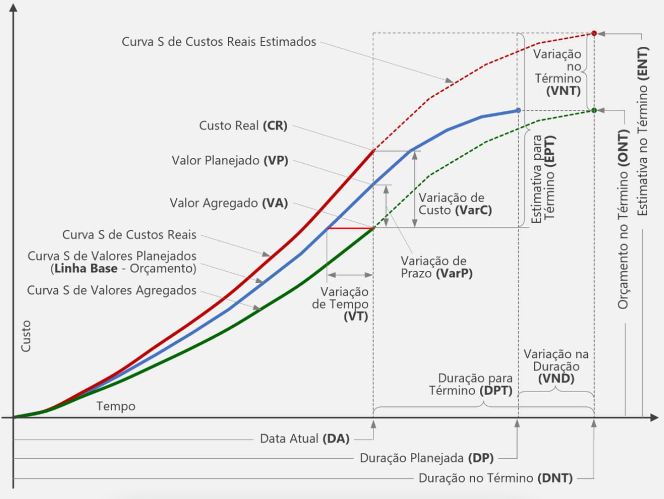 Curva S de Custos Reais Estimados
Variação
no
Término
(VNT)
Custo Real (CR)
Valor Planejado (VP)
Valor Agregado (VA)
Variação de
Custo (VarC)
Estimativa para
Término (EPT)
Orçamento no Término (ONT)
Estimativa no Término (ENT)
Curva S de Custos Reais
Curva S de Valores Planejados
(Linha Base - Orçamento)
Curva S de Valores Agregados
Variação de
Prazo (VarP)
Variação
de Tempo
(VT)
Custo
Tempo
Variação na
Duração
(VND)
Duração para
Término (DPT)
Data Atual (DA)
Duração Planejada (DP)
Duração no Término (DNT)